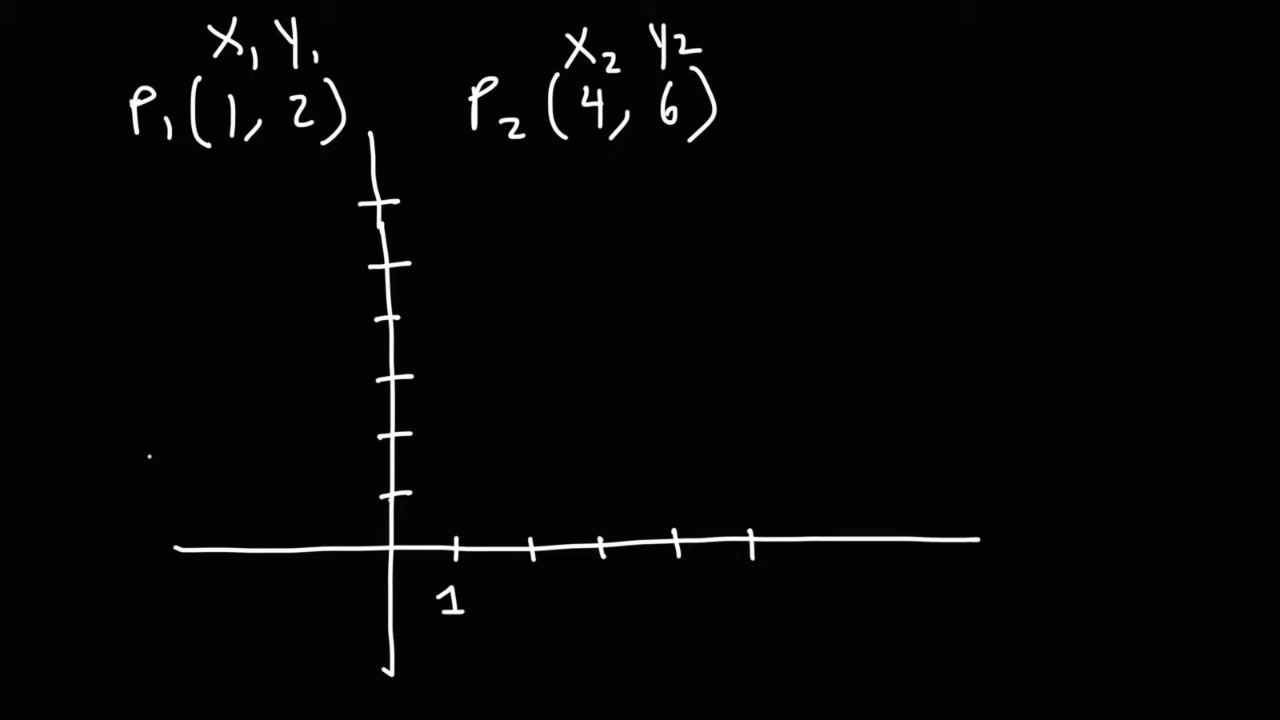 X₁ Y₁ X₂ Y₂
P₁ (1, 2) P₂ (4, 6)
1